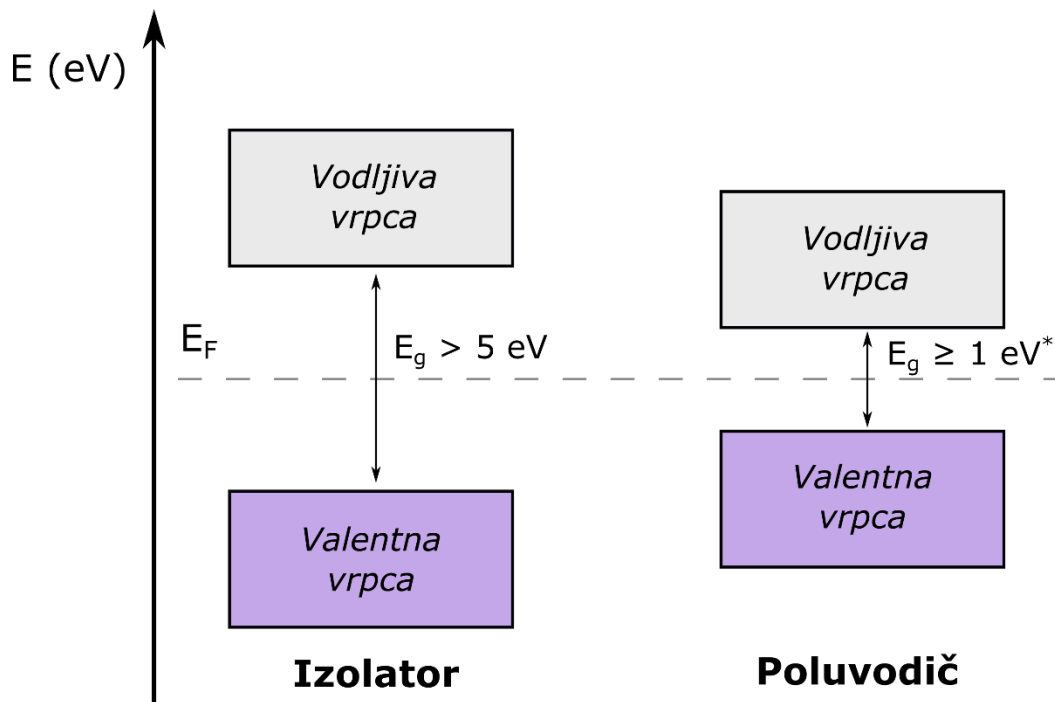 E (eV)
Vodljiva
vrpca
Vodljiva
vrpca
E_F
E_g > 5 eV
E_g ≥ 1 eV*
Valentna
vrpca
Valentna
vrpca
Izolator
Poluvodič